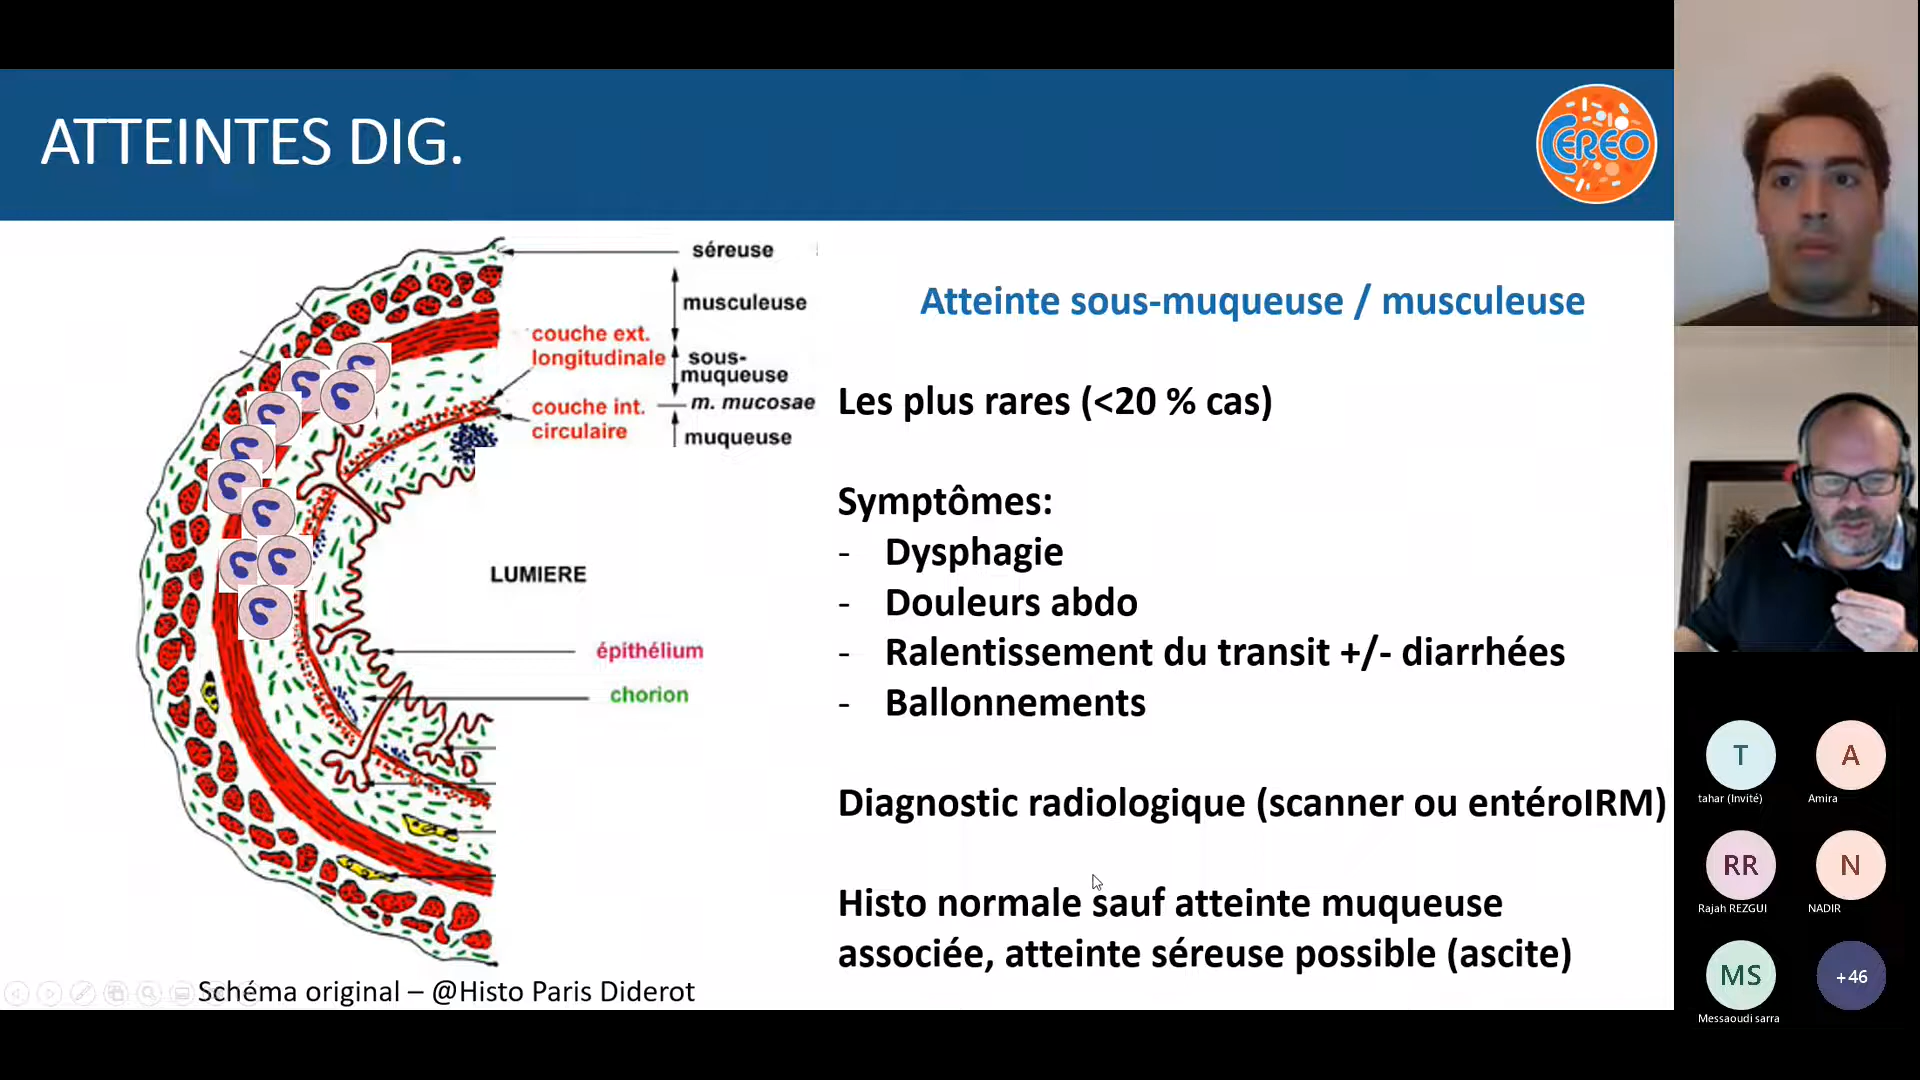 ATTEINTES DIG.
CEREO
séreuse
musculeuse
couche ext.
longitudinale
sous-
muqueuse
m. mucosae
couche int.
circulaire
muqueuse
LUMIERE
épithélium
chorion
Schéma original – @Histo Paris Diderot
Atteinte sous-muqueuse / musculeuse
Les plus rares (<20 % cas)
Symptômes:
- Dysphagie
- Douleurs abdo
- Ralentissement du transit +/- diarrhées
- Ballonnements
Diagnostic radiologique (scanner ou entéroIRM)
Histo normale sauf atteinte muqueuse
associée, atteinte séreuse possible (ascite)
T
tahar (Invité)
A
Amira
RR
Rajah REZGUI
N
NADIR
MS
Messaoudi sarra
+46